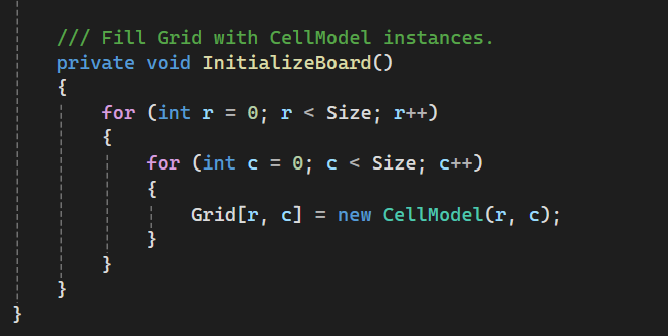 /// Fill Grid with CellModel instances.
private void InitializeBoard()
{
for (int r = 0; r < Size; r++)
{
for (int c = 0; c < Size; c++)
{
Grid[r, c] = new CellModel(r, c);
}
}
}
}